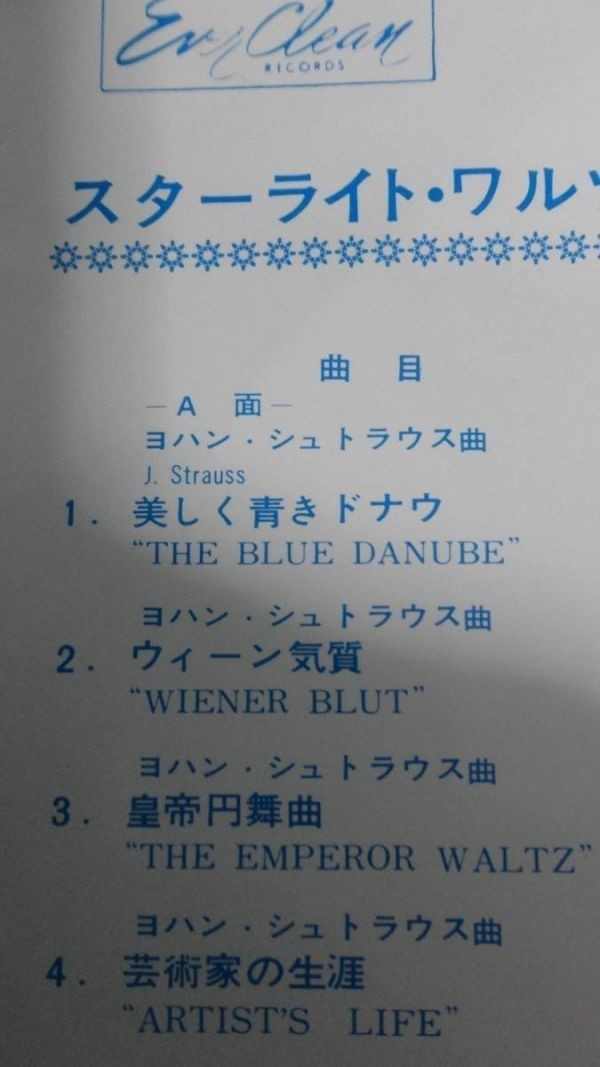 Ever Clean
RECORDS
スターライト・ワルツ
曲 目
—A 面—
ヨハン・シュトラウス曲
J. Strauss
1. 美しく青きドナウ
“THE BLUE DANUBE”
ヨハン・シュトラウス曲
2. ウィーン気質
“WIENER BLUT”
ヨハン・シュトラウス曲
3. 皇帝円舞曲
“THE EMPEROR WALTZ”
ヨハン・シュトラウス曲
4. 芸術家の生涯
“ARTIST'S LIFE”